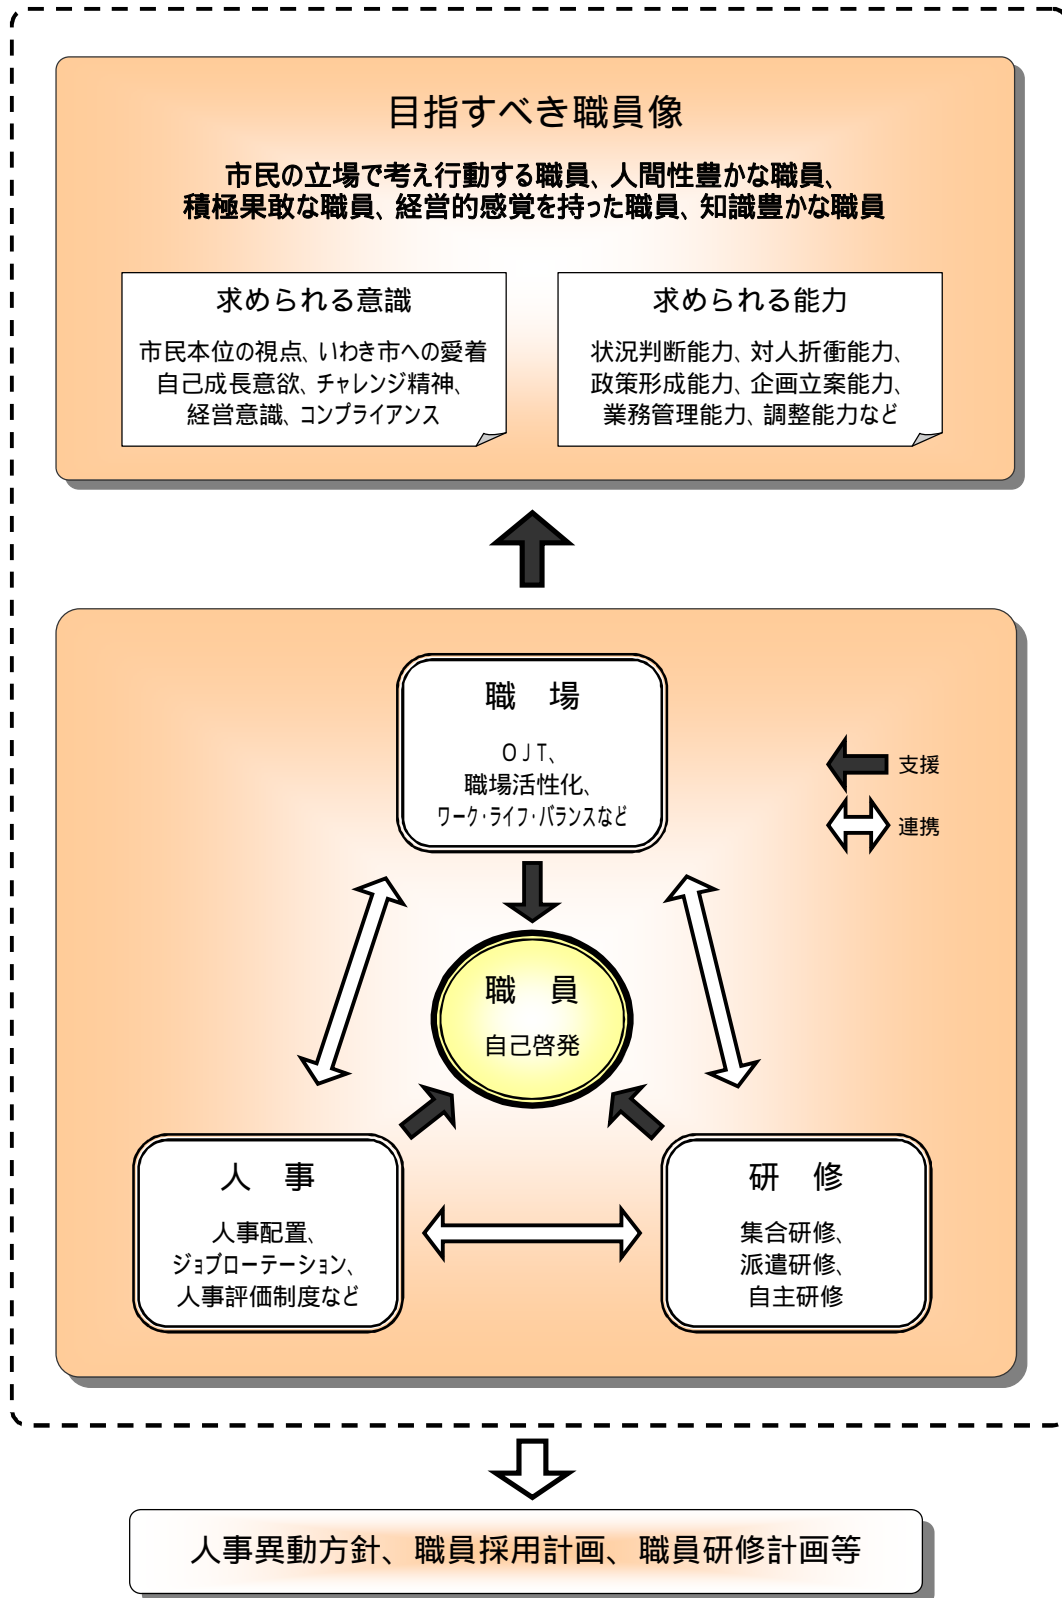 目指すべき職員像
市民の立場で考え行動する職員、人間性豊かな職員、
積極果敢な職員、経営的感覚を持った職員、知識豊かな職員
求められる意識
市民本位の視点、いわき市への愛着
自己成長意欲、チャレンジ精神、
経営意識、コンプライアンス
求められる能力
状況判断能力、対人折衝能力、
政策形成能力、企画立案能力、
業務管理能力、調整能力など
職　場
ＯＪＴ、
職場活性化、
ワーク・ライフ・バランスなど
支援
連携
職　員
自己啓発
人　事
人事配置、
ジョブローテーション、
人事評価制度など
研　修
集合研修、
派遣研修、
自主研修
人事異動方針、職員採用計画、職員研修計画等